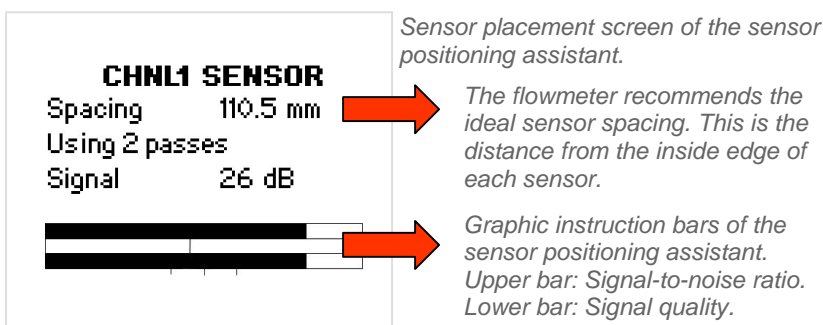 Sensor placement screen of the sensor
positioning assistant.
CHNL1 SENSOR
Spacing 110.5 mm
Using 2 passes
Signal 26 dB
The flowmeter recommends the
ideal sensor spacing. This is the
distance from the inside edge of
each sensor.
Graphic instruction bars of the
sensor positioning assistant.
Upper bar: Signal-to-noise ratio.
Lower bar: Signal quality.